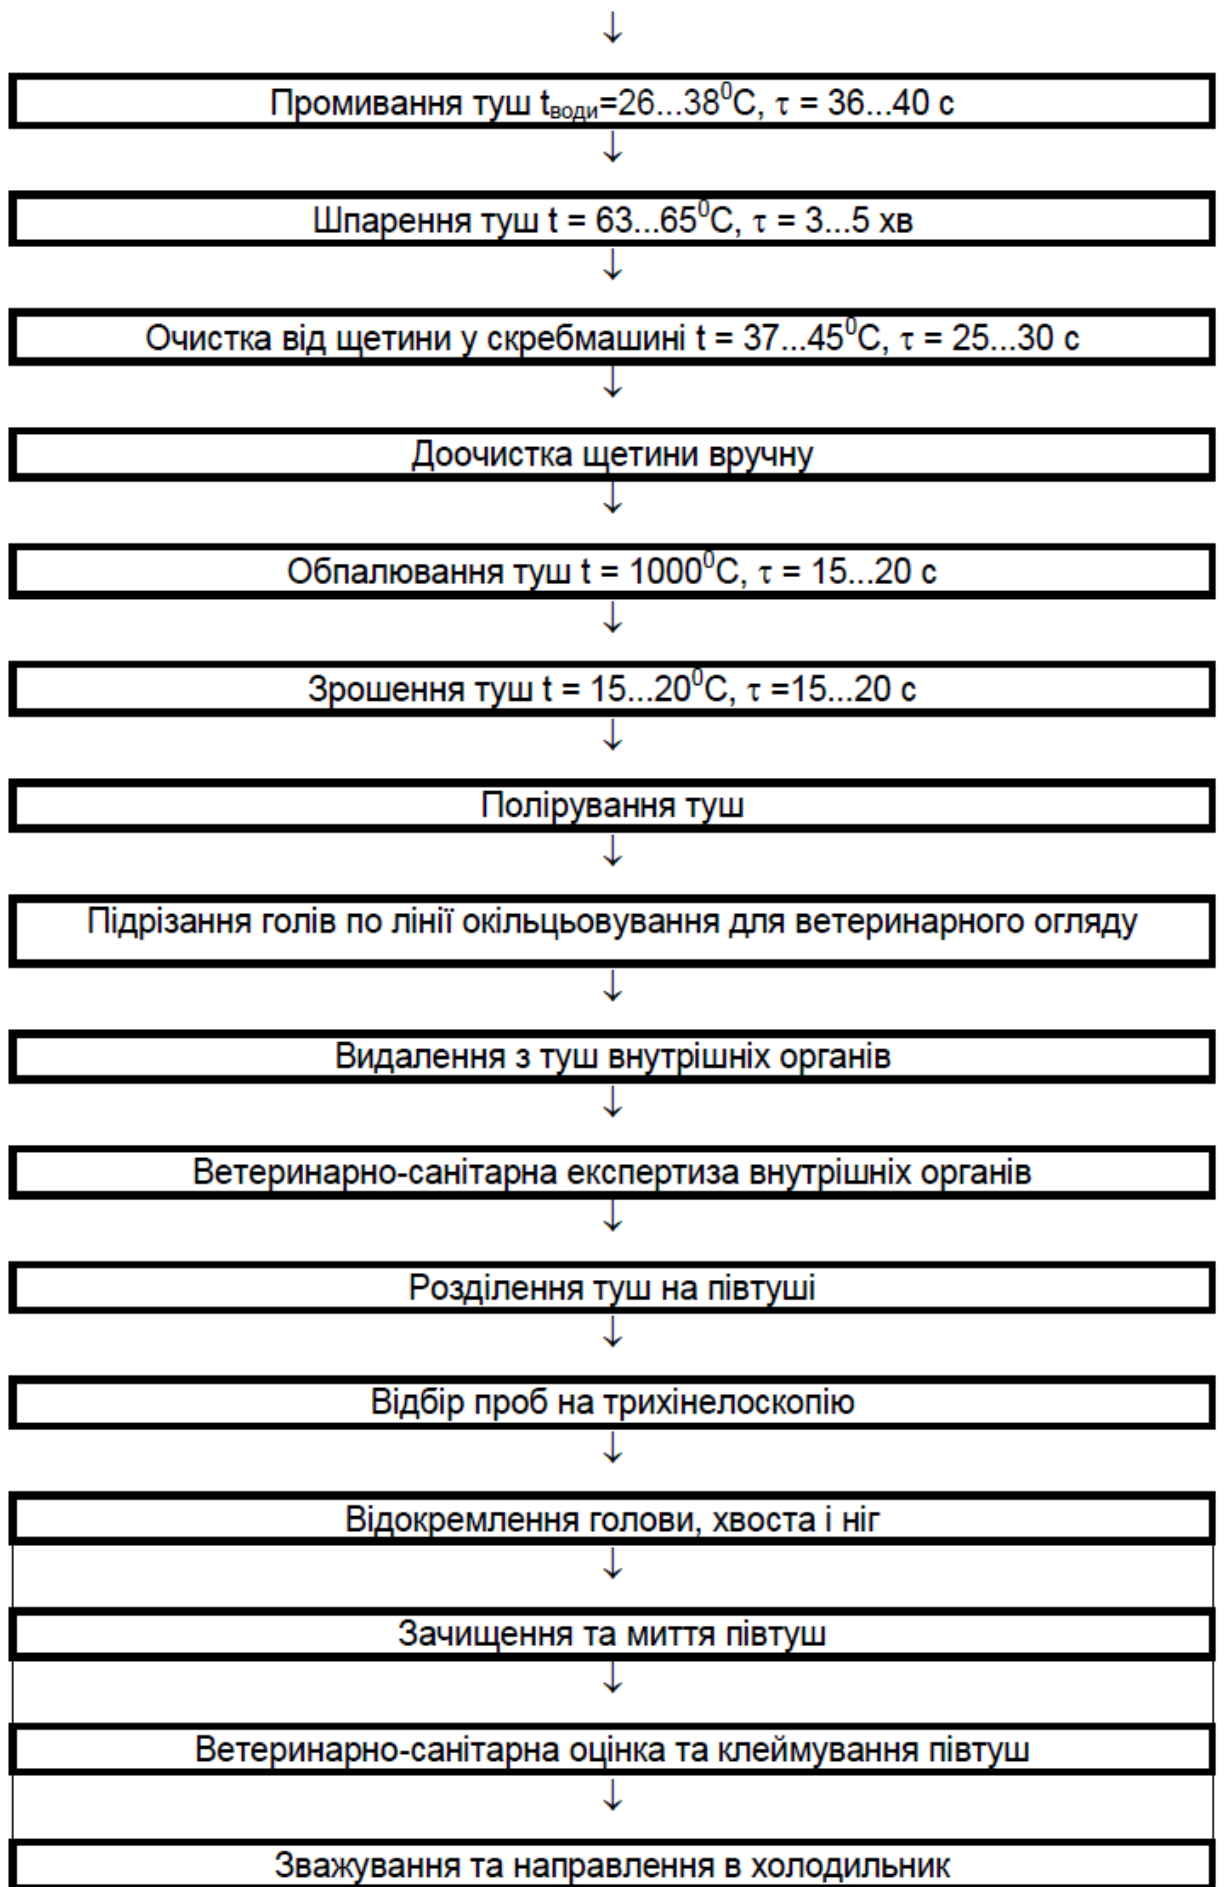 ↓
Промивання туш tводи=26...38⁰С, τ = 36...40 с
↓
Шпарення туш t = 63...65⁰С, τ = 3...5 хв
↓
Очистка від щетини у скребмашині t = 37...45⁰С, τ = 25...30 с
↓
Доочистка щетини вручну
↓
Обпалювання туш t = 1000⁰С, τ = 15...20 с
↓
Зрошення туш t = 15...20⁰С, τ =15...20 с
↓
Полірування туш
↓
Підрізання голів по лінії окільцьовування для ветеринарного огляду
↓
Видалення з туш внутрішніх органів
↓
Ветеринарно-санітарна експертиза внутрішніх органів
↓
Розділення туш на півтуші
↓
Відбір проб на трихінелоскопію
↓
Відокремлення голови, хвоста і ніг
↓
Зачищення та миття півтуш
↓
Ветеринарно-санітарна оцінка та клеймування півтуш
↓
Зважування та направлення в холодильник